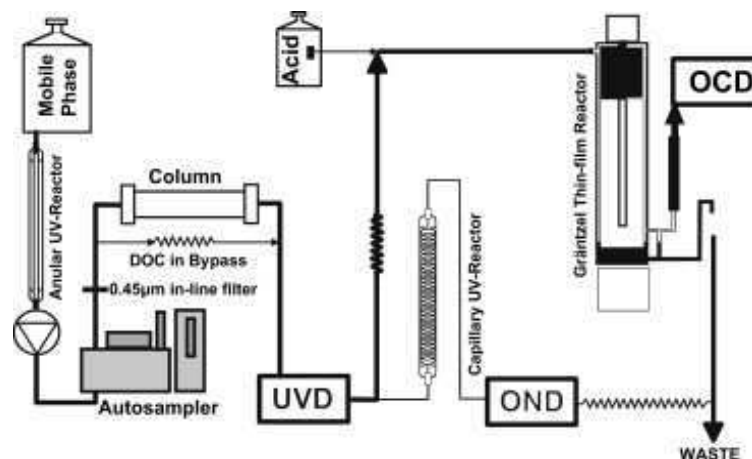 Mobile
Phase
Anular UV-Reactor
Column
DOC in Bypass
0.45µm in-line filter
Autosampler
UVD
Acid
Capillary UV-Reactor
OND
Gräntzel Thin-film Reactor
OCD
WASTE